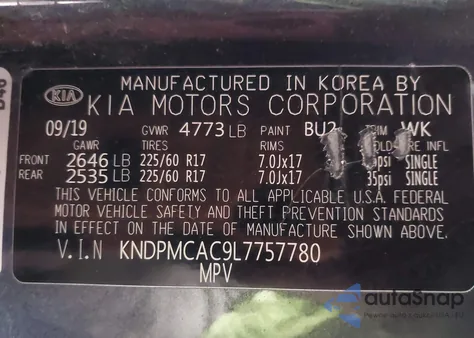 MANUFACTURED IN KOREA BY
KIA KIA MOTORS CORPORATION
09/19 GVWR 4773 LB PAINT BU2 TRIM WK
GAWR TIRES RIMS COLD TIRE INFL
FRONT 2646 LB 225/60 R17 7.0Jx17 psi SINGLE
REAR 2535 LB 225/60 R17 7.0Jx17 35psi SINGLE
THIS VEHICLE CONFORMS TO ALL APPLICABLE U.S.A. FEDERAL
MOTOR VEHICLE SAFETY AND THEFT PREVENTION STANDARDS
IN EFFECT ON THE DATE OF MANUFACTURE SHOWN ABOVE.
V.I.N KNDPMCAC9L7757780
MPV
autoSnap